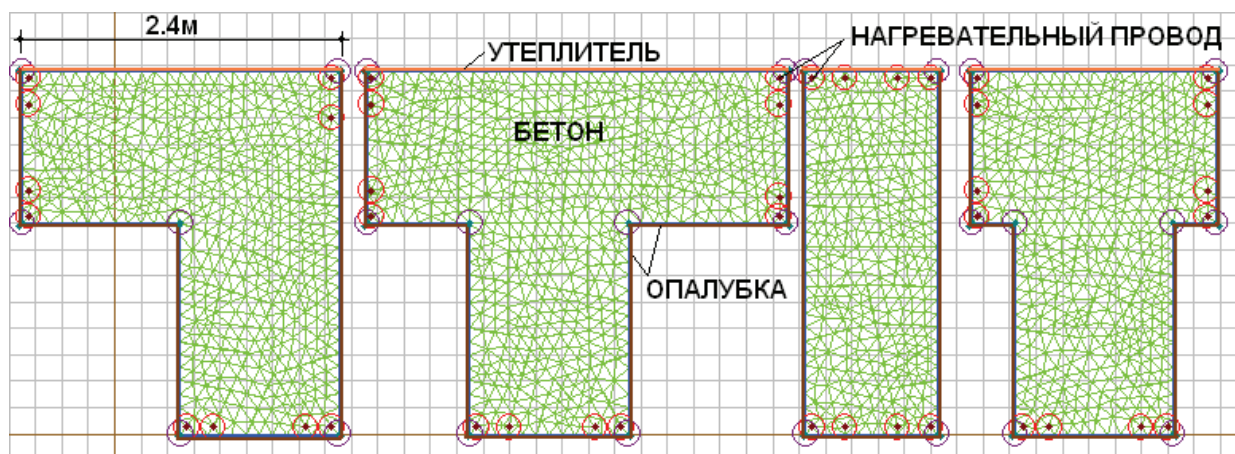 2.4м
УТЕПЛИТЕЛЬ
НАГРЕВАТЕЛЬНЫЙ ПРОВОД
БЕТОН
ОПАЛУБКА